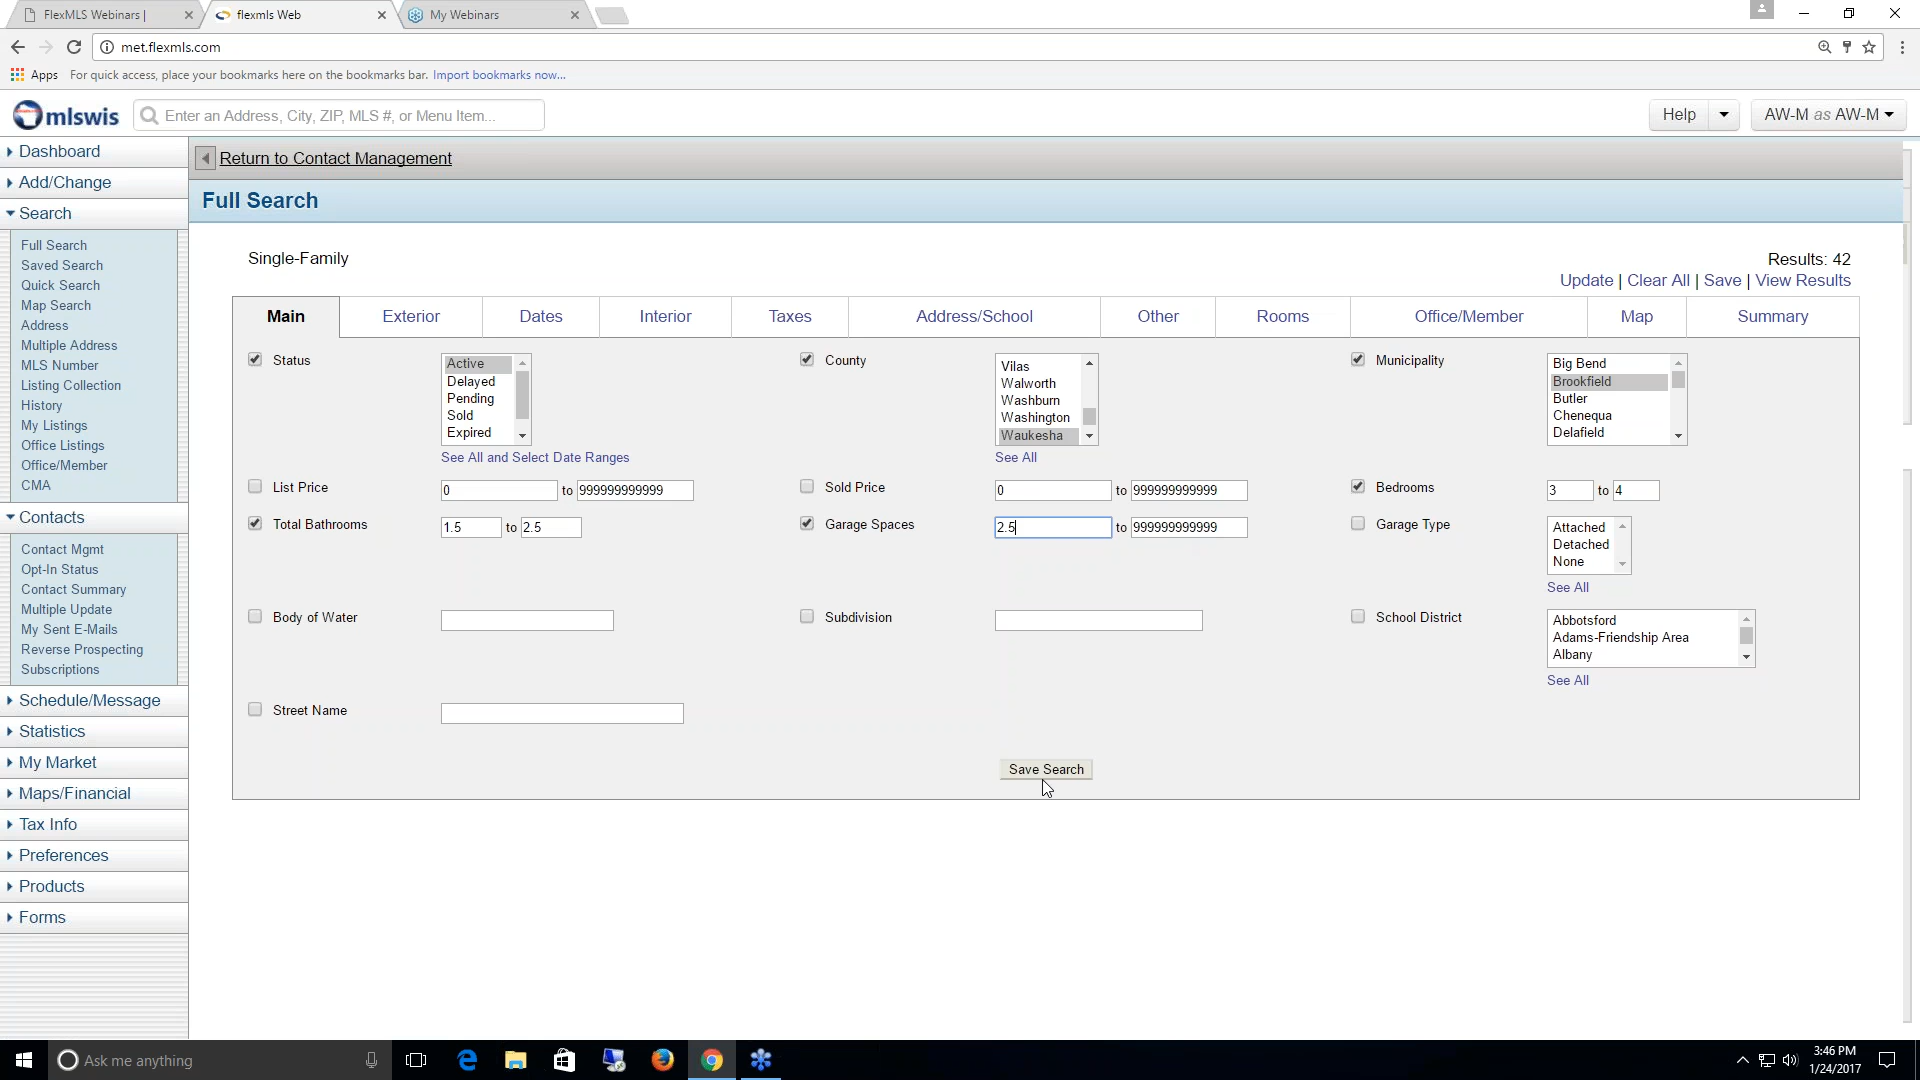 FlexMLS Webinars |
flexmls Web
My Webinars
met.flexmls.com
Apps For quick access, place your bookmarks here on the bookmarks bar. Import bookmarks now...
mlswis
Enter an Address, City, ZIP, MLS #, or Menu Item...
Help
AW-M as AW-M
Dashboard
Add/Change
Search
Full Search
Saved Search
Quick Search
Map Search
Address
Multiple Address
MLS Number
Listing Collection
History
My Listings
Office Listings
Office/Member
CMA
Contacts
Contact Mgmt
Opt-In Status
Contact Summary
Multiple Update
My Sent E-Mails
Reverse Prospecting
Subscriptions
Schedule/Message
Statistics
My Market
Maps/Financial
Tax Info
Preferences
Products
Forms
Return to Contact Management
Full Search
Single-Family
Results: 42
Update | Clear All | Save | View Results
Main Exterior Dates Interior Taxes Address/School Other Rooms Office/Member Map Summary
Status
Active
Delayed
Pending
Sold
Expired
See All and Select Date Ranges
County
Vilas
Walworth
Washburn
Washington
Waukesha
See All
Municipality
Big Bend
Brookfield
Butler
Chenequa
Delafield
List Price 0 to 999999999999
Sold Price 0 to 999999999999
Bedrooms 3 to 4
Total Bathrooms 1.5 to 2.5
Garage Spaces 2.5 to 999999999999
Garage Type
Attached
Detached
None
See All
Body of Water
Subdivision
School District
Abbotsford
Adams-Friendship Area
Albany
See All
Street Name
Save Search
Ask me anything
3:46 PM
1/24/2017